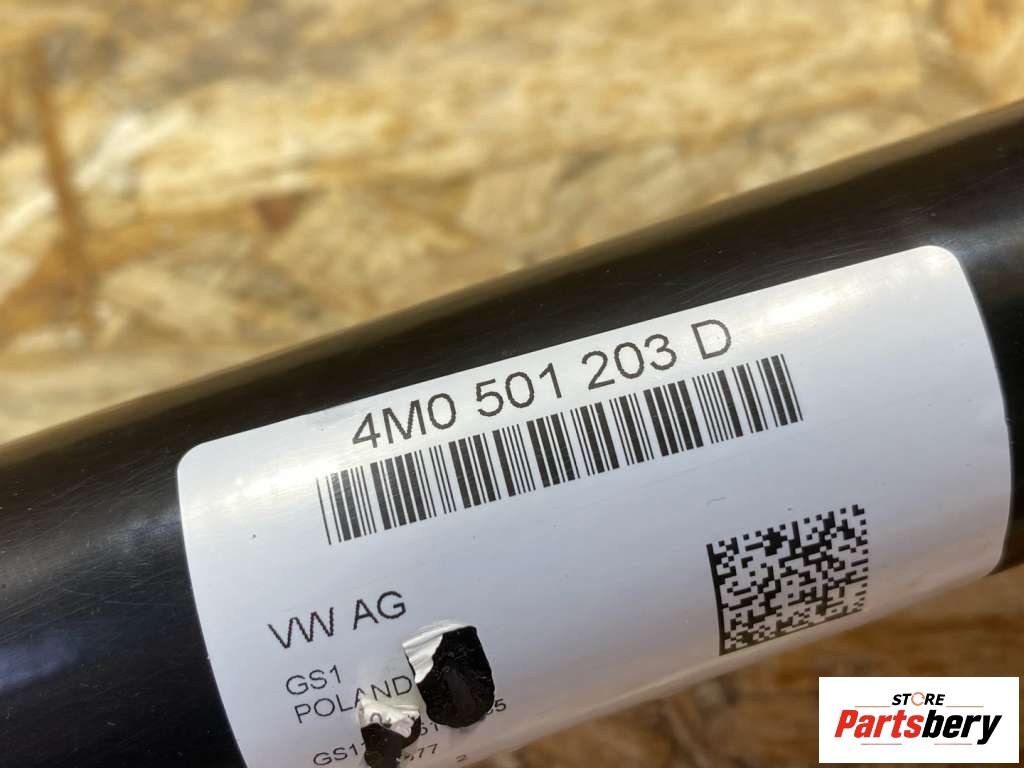 4M0 501 203 D
VW AG
GS1
POLAND
STORE
Partsbery